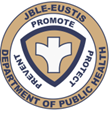 JBLE-EUSTIS
PROMOTE
PREVENT
PROTECT
DEPARTMENT OF PUBLIC HEALTH